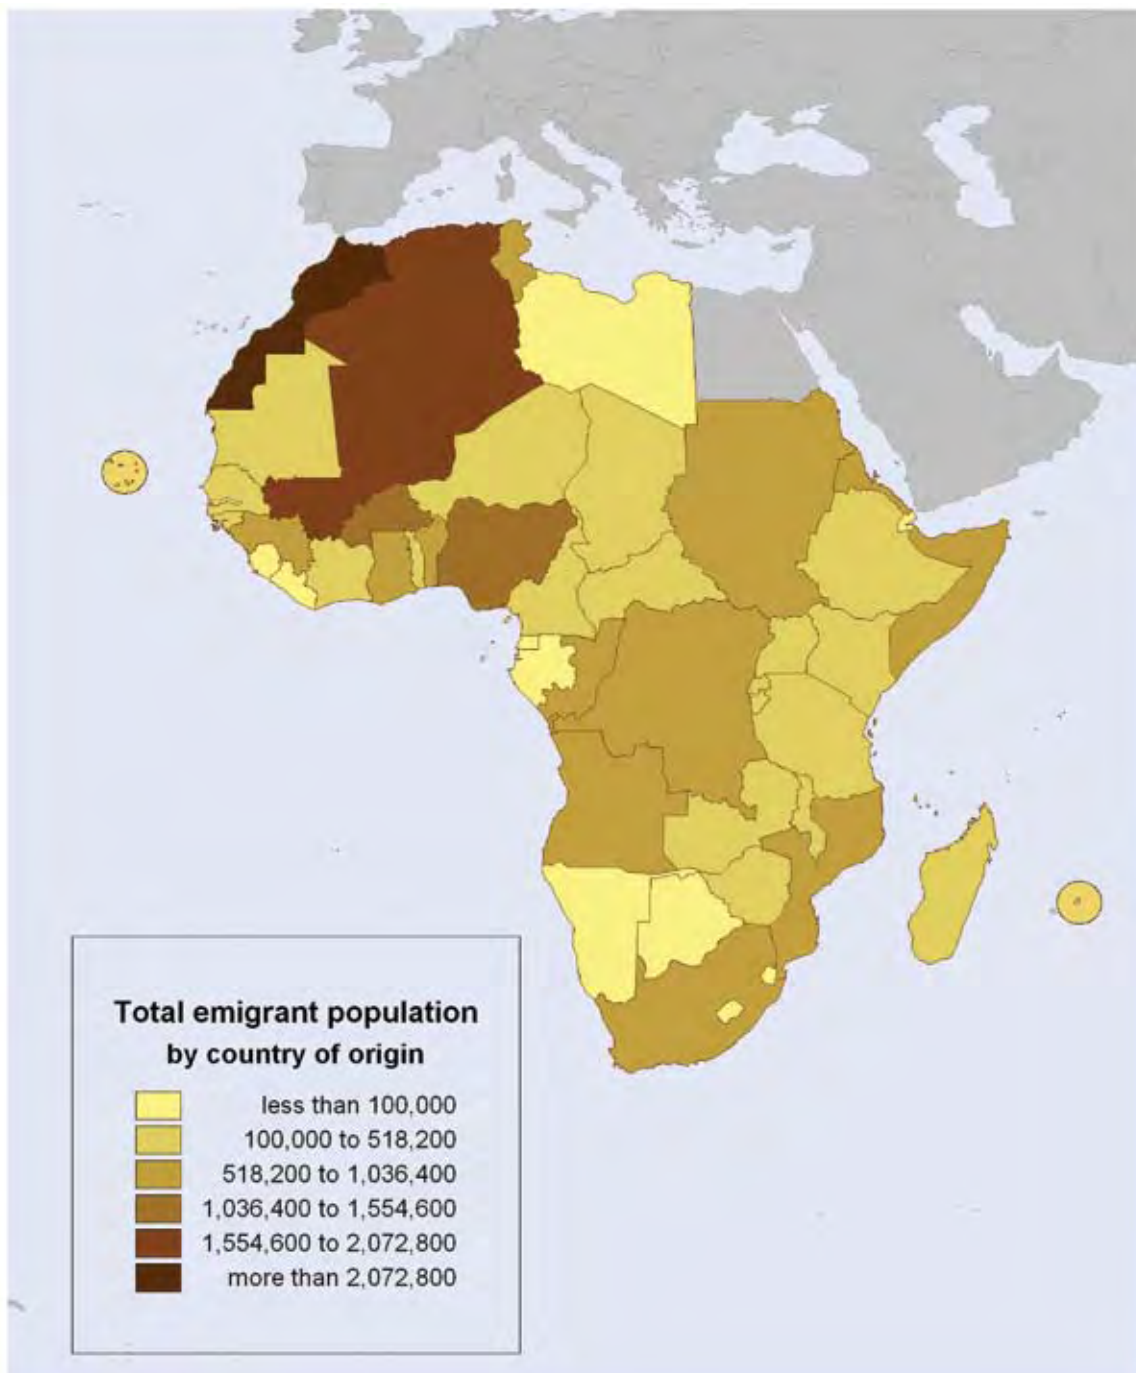 Total emigrant population
by country of origin
less than 100,000
100,000 to 518,200
518,200 to 1,036,400
1,036,400 to 1,554,600
1,554,600 to 2,072,800
more than 2,072,800